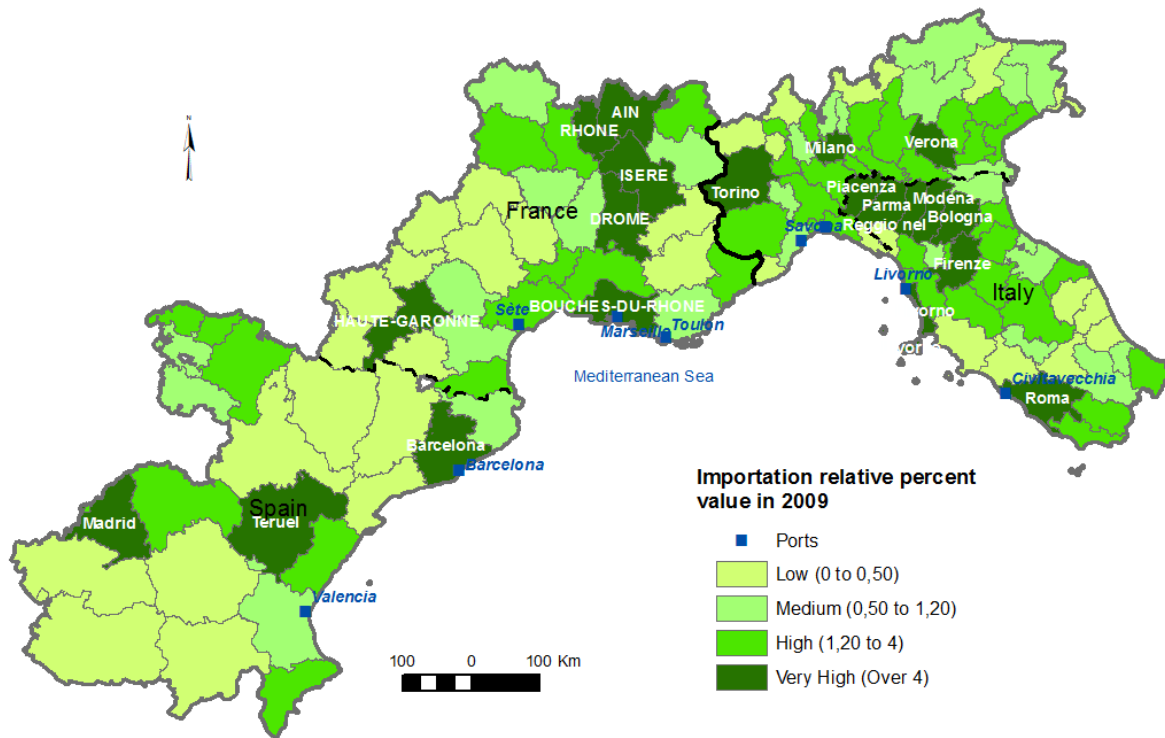 N
AIN
RHONE
ISERE
France
DROME
Milano
Verona
Torino
Piacenza
Parma
Modena
Bologna
Reggio nel
Savona
Firenze
Livorno
Italy
BOUCHES-DU-RHONE
HAUTE-GARONNE
Sète
Marseille
Toulon
Mediterranean Sea
Civitavecchia
Roma
Barcelona
Barcelona
Spain
Madrid
Teruel
Valencia
Importation relative percent
value in 2009
Ports
Low (0 to 0,50)
Medium (0,50 to 1,20)
High (1,20 to 4)
Very High (Over 4)
100 0 100 Km